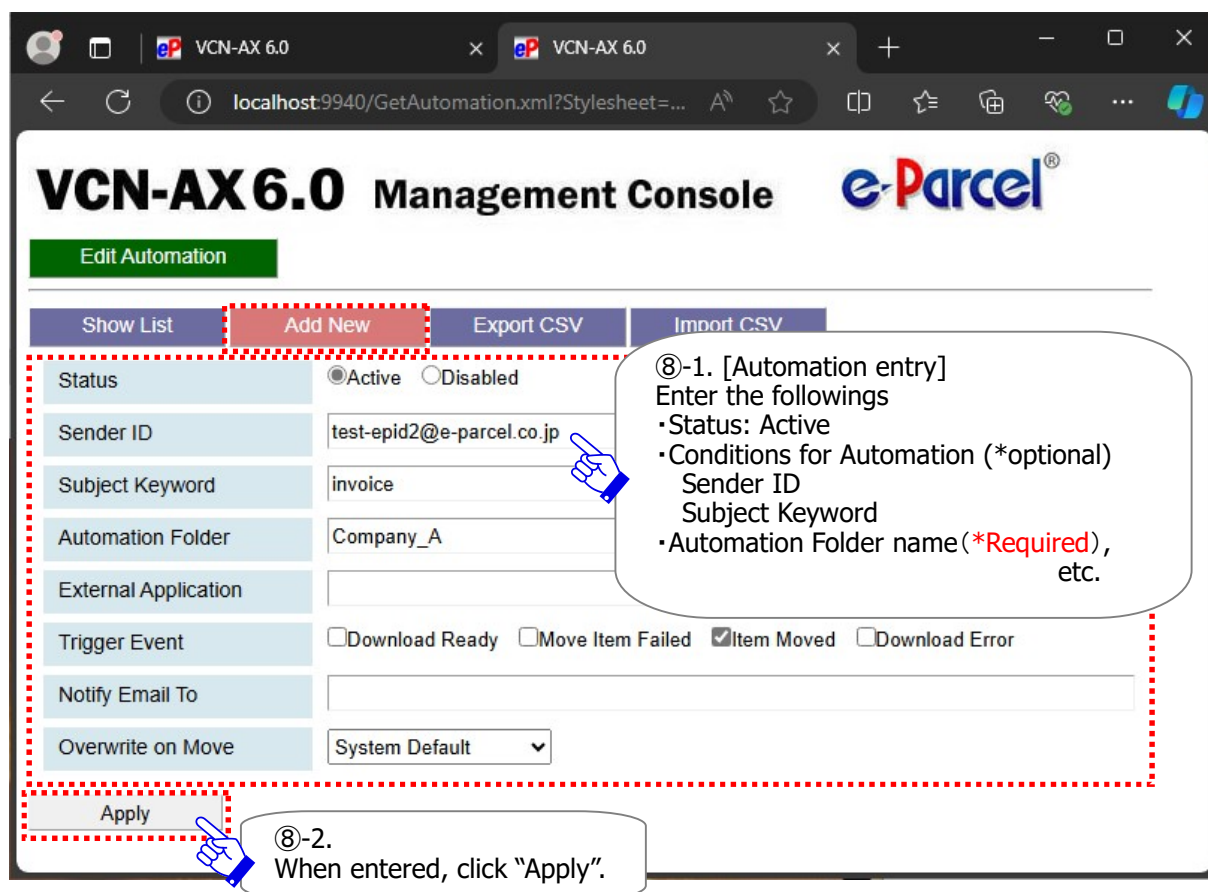 VCN-AX 6.0
VCN-AX 6.0
localhost:9940/GetAutomation.xml?Stylesheet=...
VCN-AX 6.0 Management Console
e-Parcel®
Edit Automation
Show List
Add New
Export CSV
Import CSV
Status
Active
Disabled
Sender ID
test-epid2@e-parcel.co.jp
Subject Keyword
invoice
Automation Folder
Company_A
External Application
Trigger Event
Download Ready
Move Item Failed
Item Moved
Download Error
Notify Email To
Overwrite on Move
System Default
Apply
⑧-1. [Automation entry]
Enter the followings
・Status: Active
・Conditions for Automation (*optional)
Sender ID
Subject Keyword
・Automation Folder name（*Required）,
etc.
⑧-2.
When entered, click “Apply”.